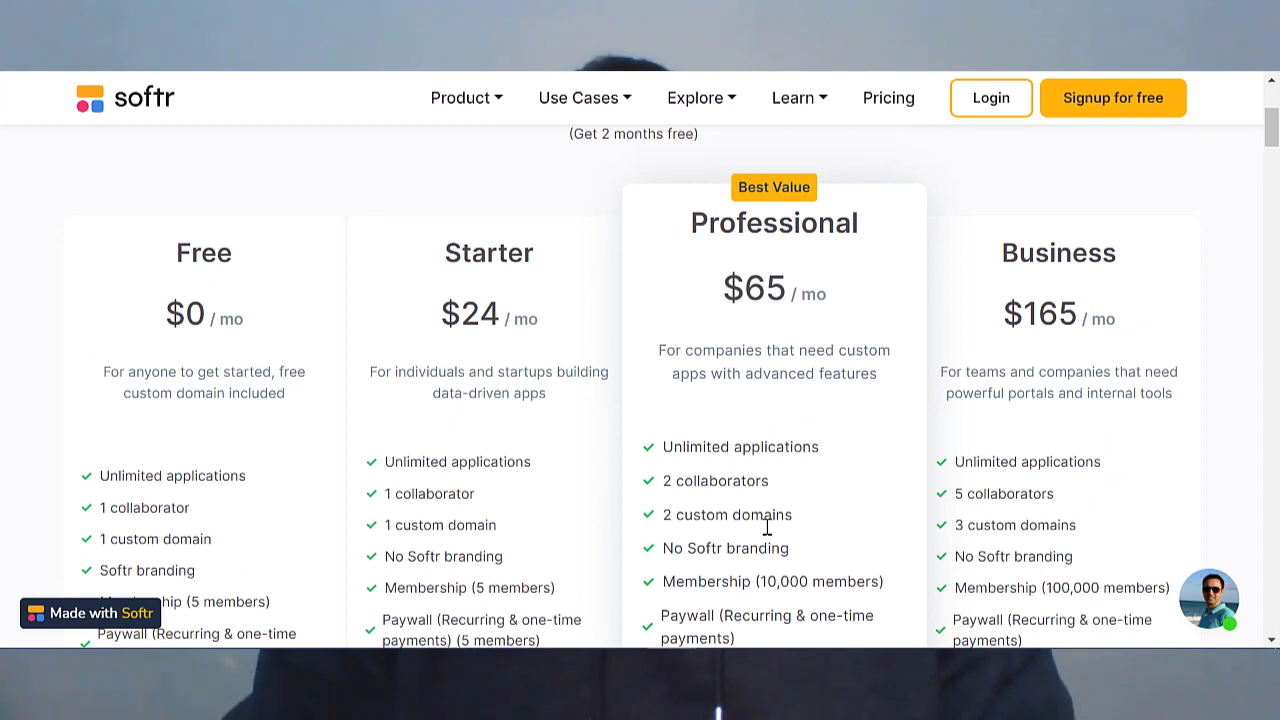 softr
Product
Use Cases
Explore
Learn
Pricing
Login
Signup for free
(Get 2 months free)
Free
$0 / mo
For anyone to get started, free
custom domain included
Unlimited applications
1 collaborator
1 custom domain
Softr branding
Membership (5 members)
Paywall (Recurring & one-time
Starter
$24 / mo
For individuals and startups building
data-driven apps
Unlimited applications
1 collaborator
1 custom domain
No Softr branding
Membership (5 members)
Paywall (Recurring & one-time
payments) (5 members)
Best Value
Professional
$65 / mo
For companies that need custom
apps with advanced features
Unlimited applications
2 collaborators
2 custom domains
No Softr branding
Membership (10,000 members)
Paywall (Recurring & one-time
payments)
Business
$165 / mo
For teams and companies that need
powerful portals and internal tools
Unlimited applications
5 collaborators
3 custom domains
No Softr branding
Membership (100,000 members)
Paywall (Recurring & one-time
payments)
Made with Softr